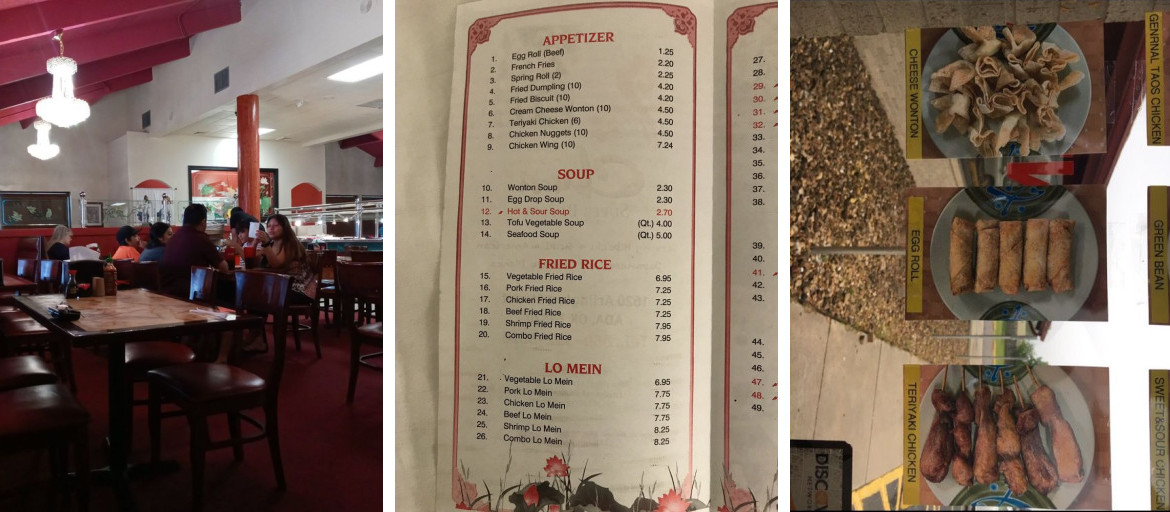 APPETIZER
1. Egg Roll (Beef) 1.25
2. French Fries 2.20
3. Spring Roll (2) 2.25
4. Fried Dumpling (10) 4.20
5. Fried Biscuit (10) 4.20
6. Cream Cheese Wonton (10) 4.50
7. Teriyaki Chicken (6) 4.50
8. Chicken Nuggets (10) 4.50
9. Chicken Wing (10) 7.24
SOUP
10. Wonton Soup 2.30
11. Egg Drop Soup 2.30
12. Hot & Sour Soup 2.70
13. Tofu Vegetable Soup (Qt.) 4.00
14. Seafood Soup (Qt.) 5.00
FRIED RICE
15. Vegetable Fried Rice 6.95
16. Pork Fried Rice 7.25
17. Chicken Fried Rice 7.25
18. Beef Fried Rice 7.25
19. Shrimp Fried Rice 7.95
20. Combo Fried Rice 7.95
LO MEIN
21. Vegetable Lo Mein 6.95
22. Pork Lo Mein 7.75
23. Chicken Lo Mein 7.75
24. Beef Lo Mein 7.75
25. Shrimp Lo Mein 8.25
26. Combo Lo Mein 8.25
27.
28.
29.
30.
31.
32.
33.
34.
35.
36.
37.
38.
39.
40.
41.
42.
43.
44.
45.
46.
47.
48.
49.
CHEESE WONTON
EGG ROLL
TERIYAKI CHICKEN
GENRNAL TAOS CHICKEN
GREEN BEAN
SWEET&SOUR CHICKEN